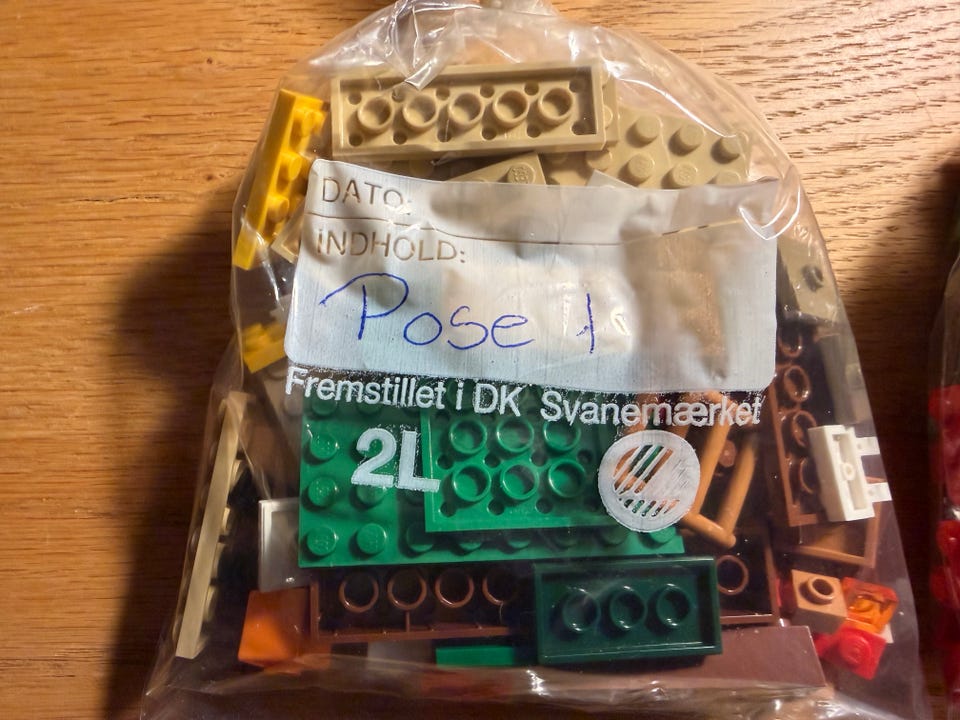 DATO:
INDHOLD:
Pose 1
Fremstillet i DK Svanemærket
2L